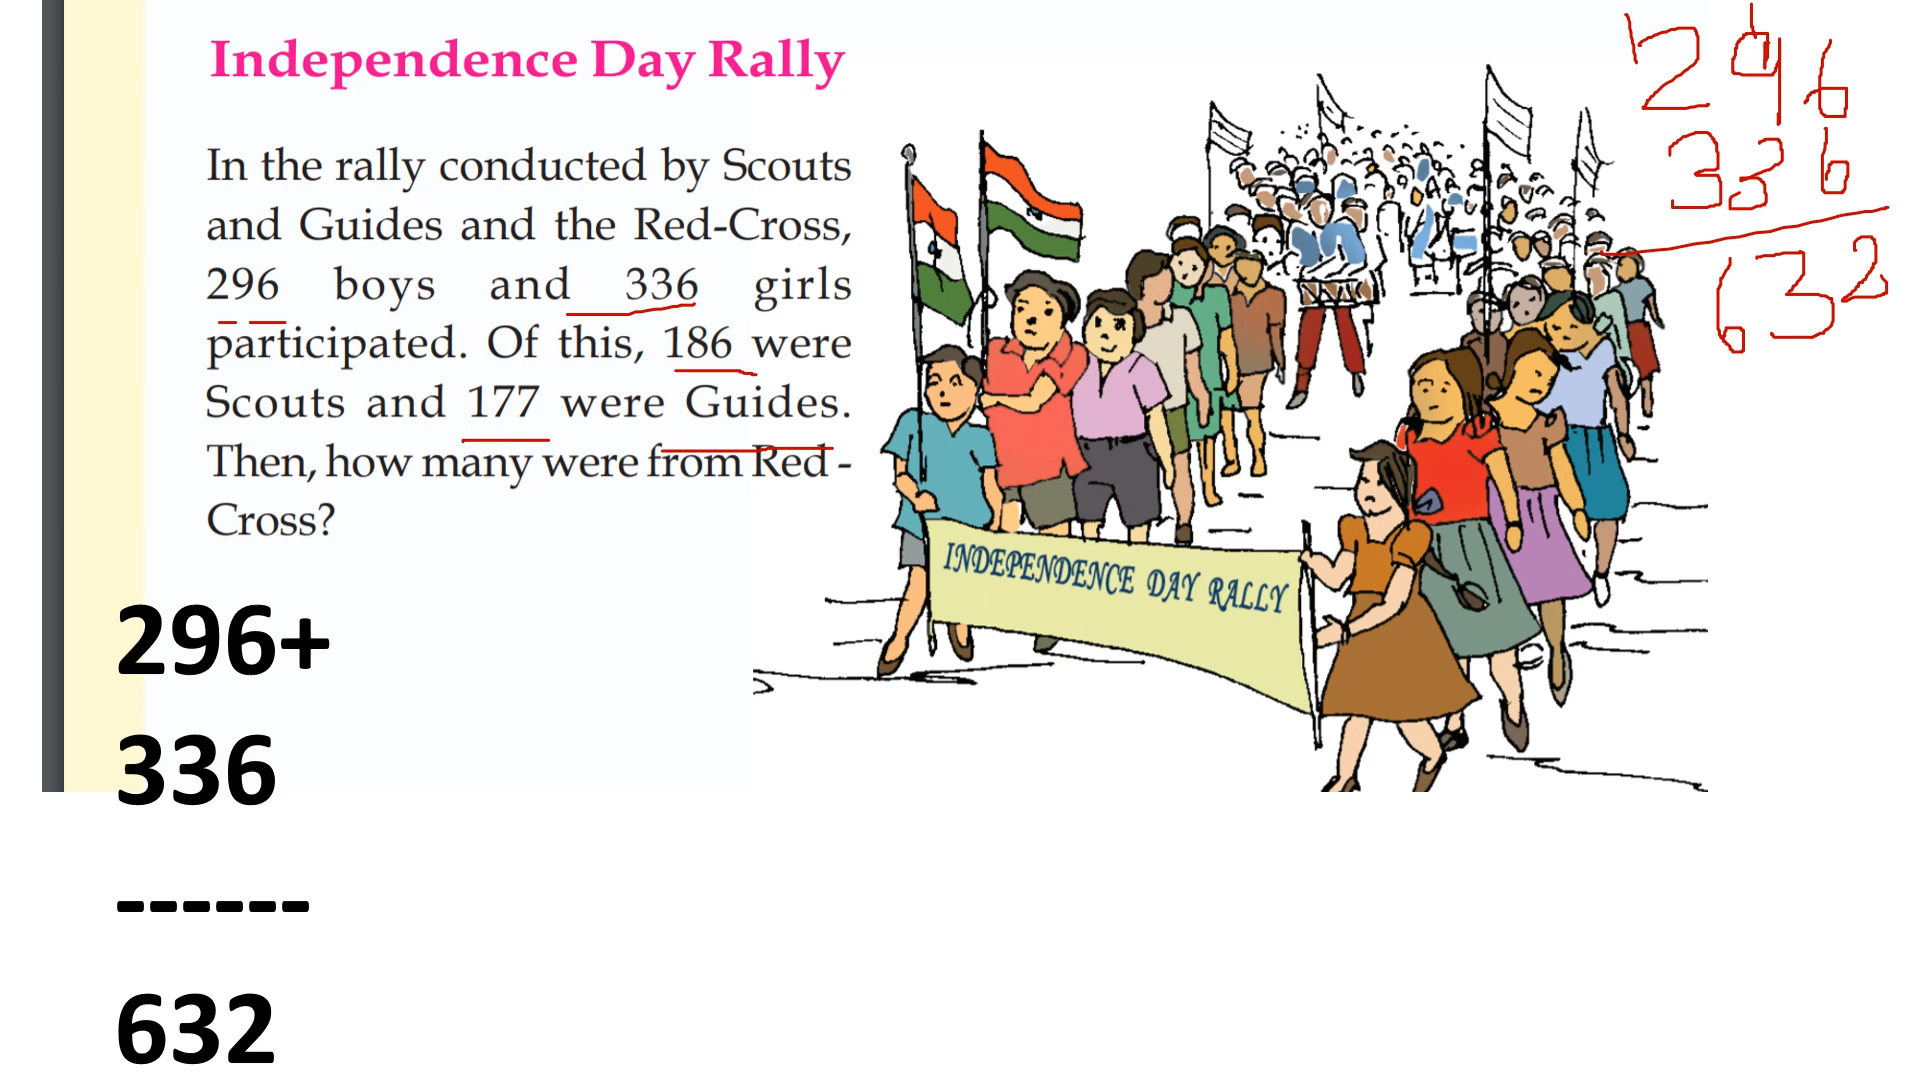 Independence Day Rally
In the rally conducted by Scouts
and Guides and the Red-Cross,
296 boys and 336 girls
participated. Of this, 186 were
Scouts and 177 were Guides.
Then, how many were from Red -
Cross?
INDEPENDENCE DAY RALLY
296+
336
------
632
1
296
336
632